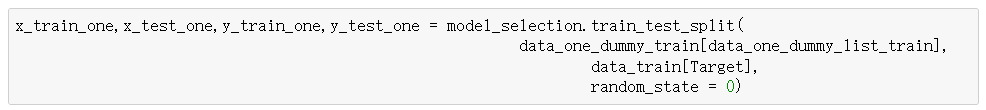 x_train_one,x_test_one,y_train_one,y_test_one = model_selection.train_test_split(
data_one_dummy_train[data_one_dummy_list_train],
data_train[Target],
random_state = 0)